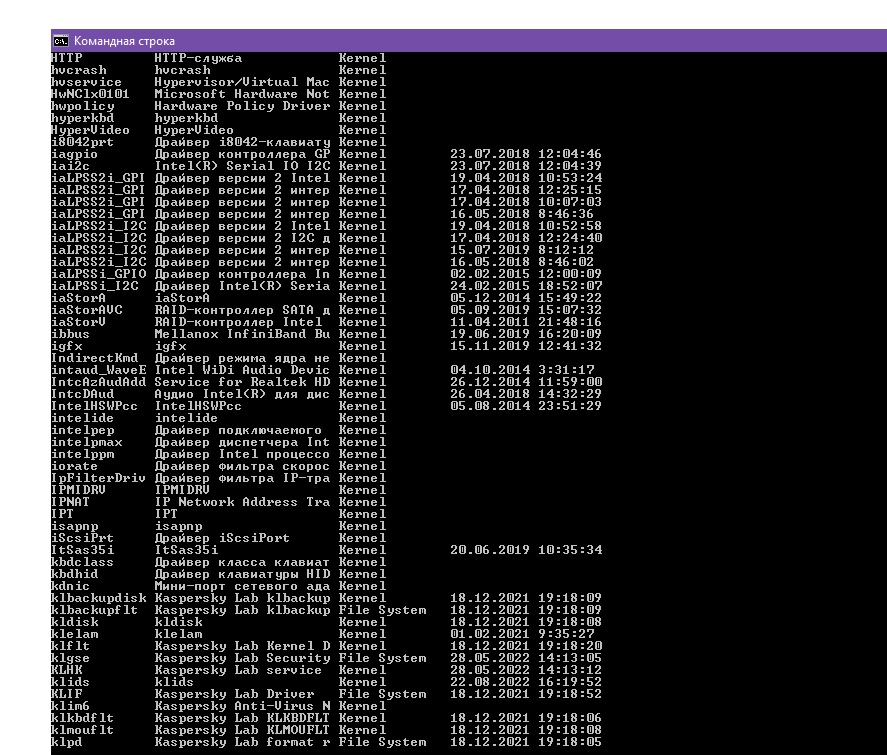 Командная строка
HTTP HTTP-служба Kernel
hvcrash hvcrash Kernel
hvservice Hypervisor/Virtual Mac Kernel
HwNClx0101 Microsoft Hardware Not Kernel
hwpolicy Hardware Policy Driver Kernel
hyperkbd hyperkbd Kernel
HyperVideo HyperVideo Kernel
i8042prt Драйвер i8042-клавиату Kernel
iagpio Драйвер контроллера GP Kernel 23.07.2018 12:04:46
iai2c Intel(R) Serial IO I2C Kernel 23.07.2018 12:04:39
iaLPSS2i_GPI Драйвер версии 2 Intel Kernel 19.04.2018 10:53:24
iaLPSS2i_GPI Драйвер версии 2 интер Kernel 17.04.2018 12:25:15
iaLPSS2i_GPI Драйвер версии 2 интер Kernel 17.04.2018 10:07:03
iaLPSS2i_GPI Драйвер версии 2 интер Kernel 16.05.2018 8:46:36
iaLPSS2i_I2C Драйвер версии 2 Intel Kernel 19.04.2018 10:52:58
iaLPSS2i_I2C Драйвер версии 2 I2C д Kernel 17.04.2018 12:24:40
iaLPSS2i_I2C Драйвер версии 2 интер Kernel 15.07.2019 8:12:12
iaLPSS2i_I2C Драйвер версии 2 интер Kernel 16.05.2018 8:46:02
iaLPSSi_GPIO Драйвер контроллера In Kernel 02.02.2015 12:00:09
iaLPSSi_I2C Драйвер Intel(R) Seria Kernel 24.02.2015 18:52:07
iaStorA iaStorA Kernel 05.12.2014 15:49:22
iaStorAVC RAID-контроллер SATA д Kernel 05.09.2019 15:07:32
iaStorV RAID-контроллер Intel Kernel 11.04.2011 21:48:16
ibbus Mellanox InfiniBand Bu Kernel 19.06.2019 16:20:09
igfx igfx Kernel 15.11.2019 12:41:32
IndirectKmd Драйвер режима ядра не Kernel
intaud_WaveE Intel WiDi Audio Devic Kernel 04.10.2014 3:31:17
IntcAzAudAdd Service for Realtek HD Kernel 26.12.2014 11:59:00
IntcDAud Аудио Intel(R) для дис Kernel 26.04.2018 14:32:29
IntelHSWPcc IntelHSWPcc Kernel 05.08.2014 23:51:29
intelide intelide Kernel
intelpep Драйвер подключаемого Kernel
intelpmax Драйвер диспетчера Int Kernel
intelppm Драйвер Intel процессо Kernel
iorate Драйвер фильтра скорос Kernel
IpFilterDriv Драйвер фильтра IP-тра Kernel
IPMIDRV IPMIDRV Kernel
IPNAT IP Network Address Tra Kernel
IPT IPT Kernel
isapnp isapnp Kernel
iScsiPrt Драйвер iScsiPort Kernel
ItSas35i ItSas35i Kernel 20.06.2019 10:35:34
kbdclass Драйвер класса клавиат Kernel
kbdhid Драйвер клавиатуры HID Kernel
kdnic Мини-порт сетевого ада Kernel
klbackupdisk Kaspersky Lab klbackup Kernel 18.12.2021 19:18:09
klbackupflt Kaspersky Lab klbackup File System 18.12.2021 19:18:09
kldisk kldisk Kernel 18.12.2021 19:18:08
klelam klelam Kernel 01.02.2021 9:35:27
klflt Kaspersky Lab Kernel D Kernel 18.12.2021 19:18:20
klgse Kaspersky Lab Security File System 28.05.2022 14:13:05
KLHK Kaspersky Lab service Kernel 28.05.2022 14:13:12
klids klids Kernel 22.08.2022 16:19:52
KLIF Kaspersky Lab Driver File System 18.12.2021 19:18:52
klim6 Kaspersky Anti-Virus N Kernel
klkbdflt Kaspersky Lab KLKBDFLT Kernel 18.12.2021 19:18:06
klmouflt Kaspersky Lab KLMOUFLT Kernel 18.12.2021 19:18:08
klpd Kaspersky Lab format r File System 18.12.2021 19:18:05